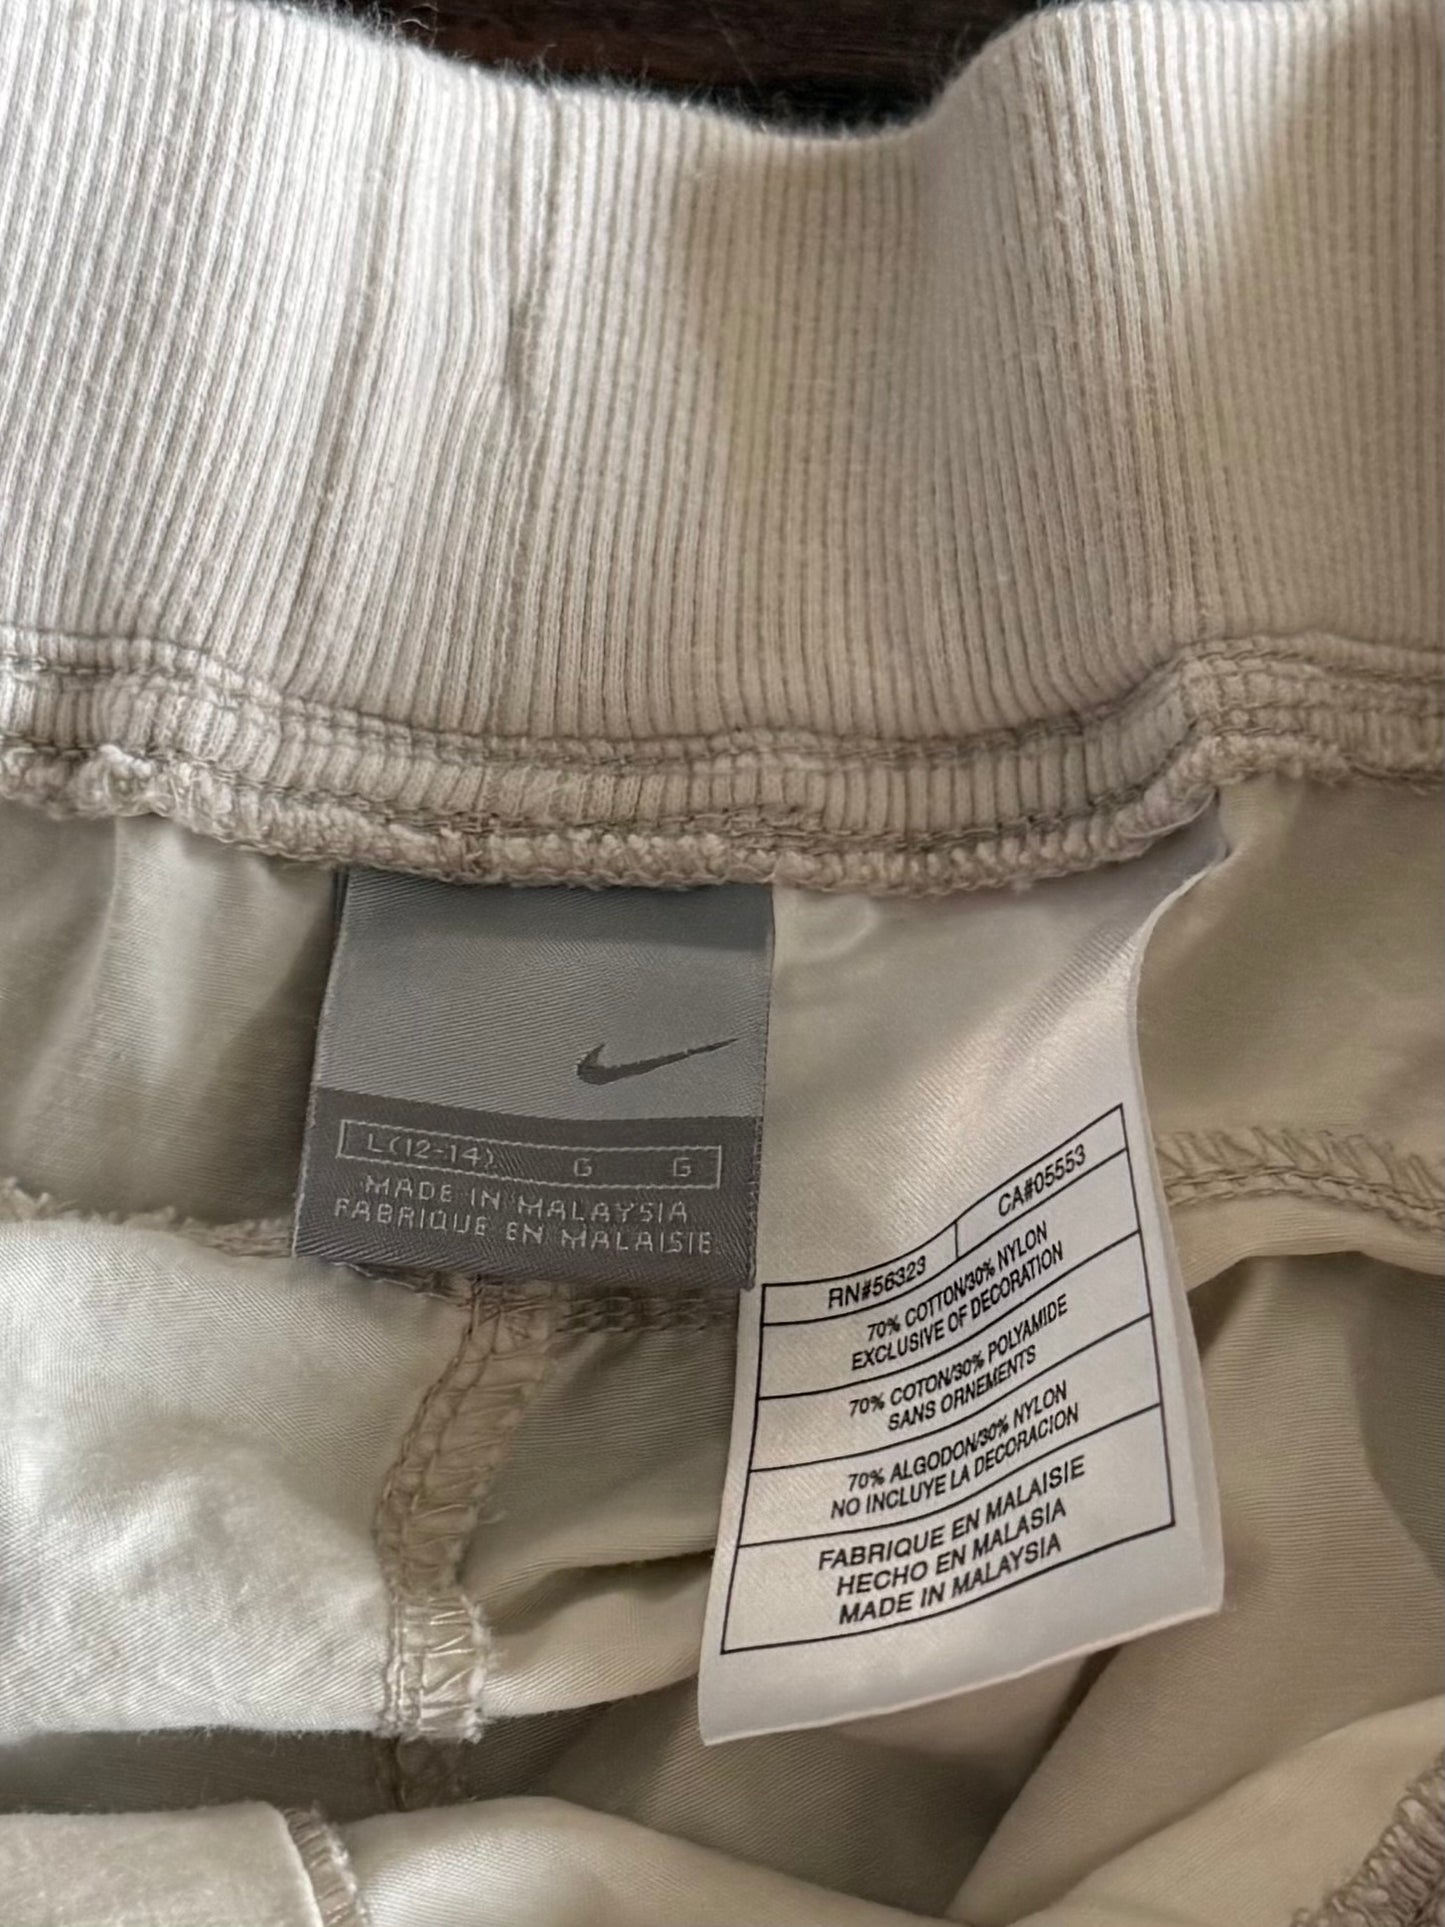 L(12-14) G G
MADE IN MALAYSIA
FABRIQUE EN MALAISIE
RN#56323 CA#05553
70% COTTON/30% NYLON
EXCLUSIVE OF DECORATION
70% COTON/30% POLYAMIDE
SANS ORNEMENTS
70% ALGODON/30% NYLON
NO INCLUYE LA DECORACION
FABRIQUE EN MALAISIE
HECHO EN MALASIA
MADE IN MALAYSIA